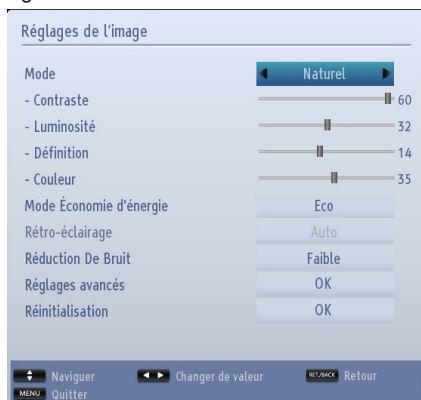 Réglages de l'image
Mode Naturel
- Contraste 60
- Luminosité 32
- Définition 14
- Couleur 35
Mode Économie d'énergie Eco
Rétro-éclairage Auto
Réduction De Bruit Faible
Réglages avancés OK
Réinitialisation OK
Naviguer Changer de valeur RET./BACK Retour
MENU Quitter